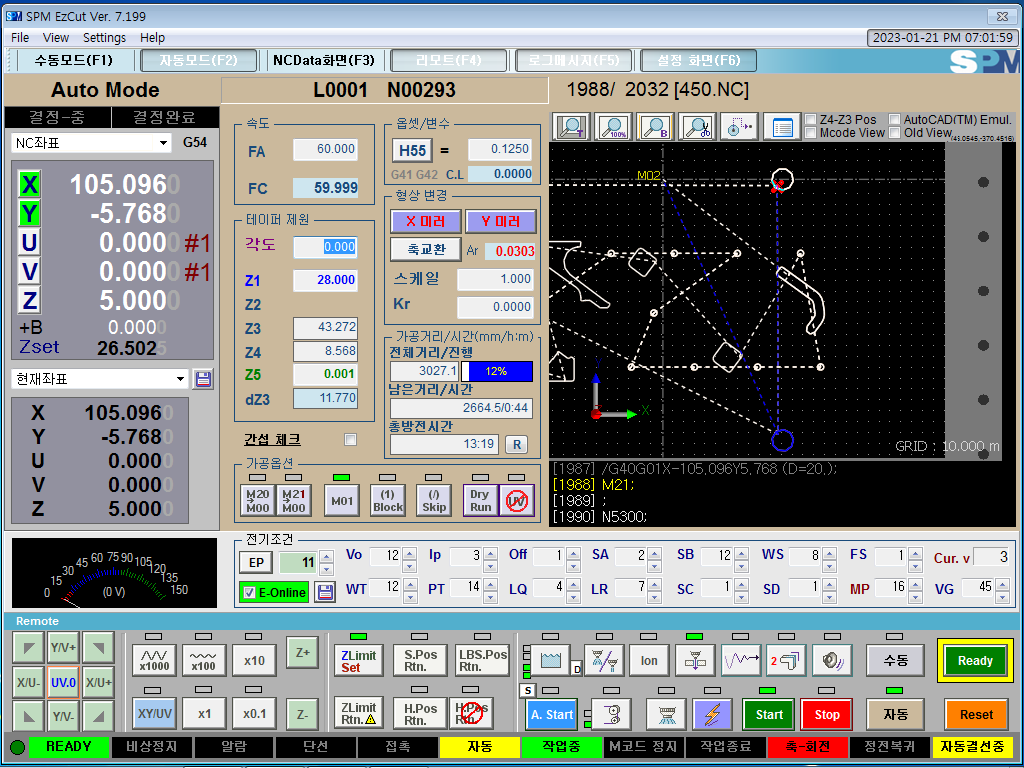 SPM EzCut Ver. 7.199
File View Settings Help
2023-01-21 PM 07:01:59
수동모드(F1) 자동모드(F2) NCData화면(F3) 리모트(F4) 로그메시지(F5) 설정 화면(F6) SPM
Auto Mode L0001 N00293 1988/ 2032 [450.NC]
결정-중 결정완료
NC좌표 G54
X 105.0960
Y -5.7680
U 0.0000 #1
V 0.0000 #1
Z 5.0000
+B 0.0000
Zset 26.5025
현재좌표
X 105.0960
Y -5.7680
U 0.0000
V 0.0000
Z 5.0000
속도
FA 60.000
FC 59.999
테이퍼 제원
각도 0.000
Z1 28.000
Z2
Z3 43.272
Z4 8.568
Z5 0.001
dZ3 11.770
간섭 체크
옵셋/변수
H55 = 0.1250
G41 G42 C.L 0.0000
형상 변경
X 미러 Y 미러
축교환 Ar 0.0303
스케일 1.000
Kr 0.0000
가공거리/시간(mm/h:m)
전체거리/진행
3027.1 12%
남은거리/시간
2664.5/0:44
총방전시간
13:19 R
가공옵션
M20 M00 M21 M00 M01 (1) Block (/) Skip Dry Run UV
T 100% B
Z4-Z3 Pos AutoCAD(TM) Emul.
Mcode View Old View
(43.0545,-370.4516)
M02
Y
X
GRID : 10.000 m
[1987] /G40G01X-105,096Y5,768 (D=20,);
[1988] M21;
[1989] ;
[1990] N5300;
0 15 30 45 60 75 90 105 120 135 150
(0 V)
전기조건
EP 11 Vo 12 Ip 3 Off 1 SA 2 SB 12 WS 8 FS 1 Cur. v 3
E-Online WT 12 PT 14 LQ 4 LR 7 SC 1 SD 1 MP 16 VG 45
Remote
Y/V+
X/U- UV.0 X/U+
Y/V-
x1000 x100 x10 Z+
XY/UV x1 x0.1 Z-
ZLimit Set S.Pos Rtn. LBS.Pos Rtn.
ZLimit Rtn. H.Pos Rtn. H.Pos Rtn.
D Ion 2 수동 Ready
S A. Start Start Stop 자동 Reset
READY 비상정지 알람 단선 접촉 자동 작업중 M코드 정지 작업종료 축-회전 정전복귀 자동결선중